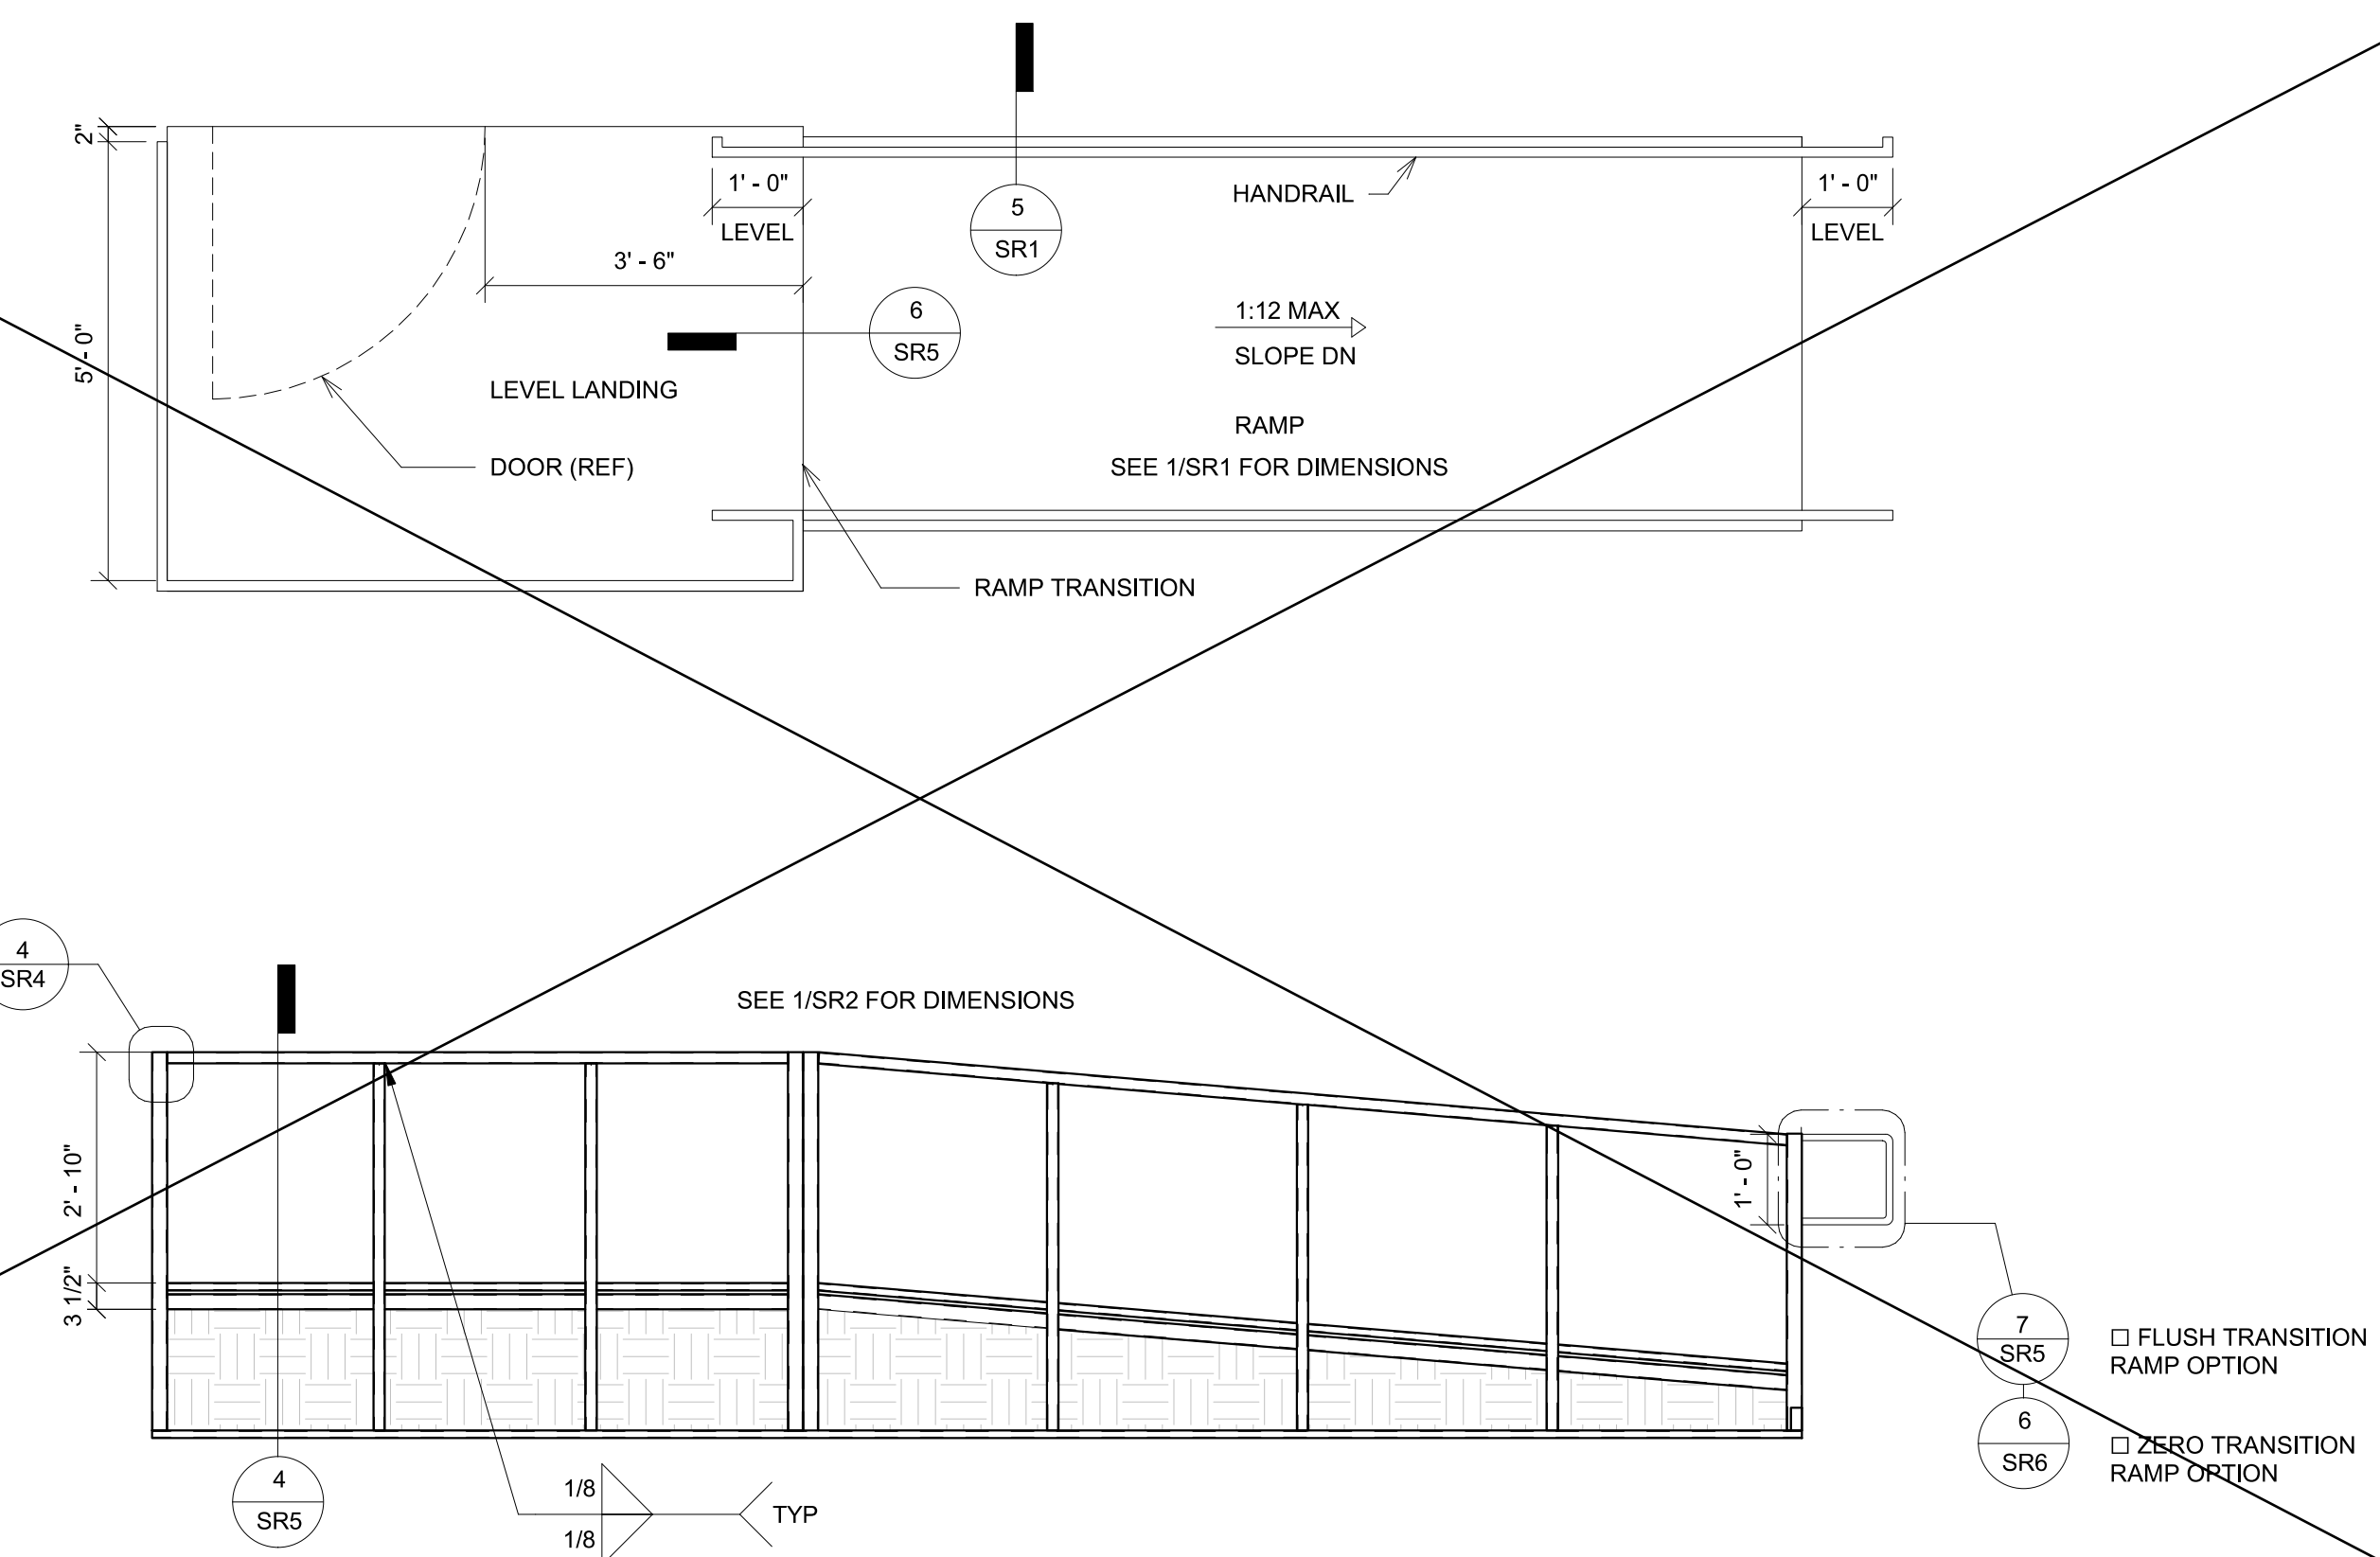 2"
5' - 0"
1' - 0"
LEVEL
3' - 6"
5
SR1
HANDRAIL
1' - 0"
LEVEL
6
SR5
1:12 MAX
SLOPE DN
LEVEL LANDING
RAMP
DOOR (REF)
SEE 1/SR1 FOR DIMENSIONS
RAMP TRANSITION
4
SR4
SEE 1/SR2 FOR DIMENSIONS
2' - 10"
3 1/2"
1' - 0"
7
SR5
□ FLUSH TRANSITION
RAMP OPTION
6
SR6
□ ZERO TRANSITION
RAMP OPTION
4
SR5
1/8
1/8
TYP